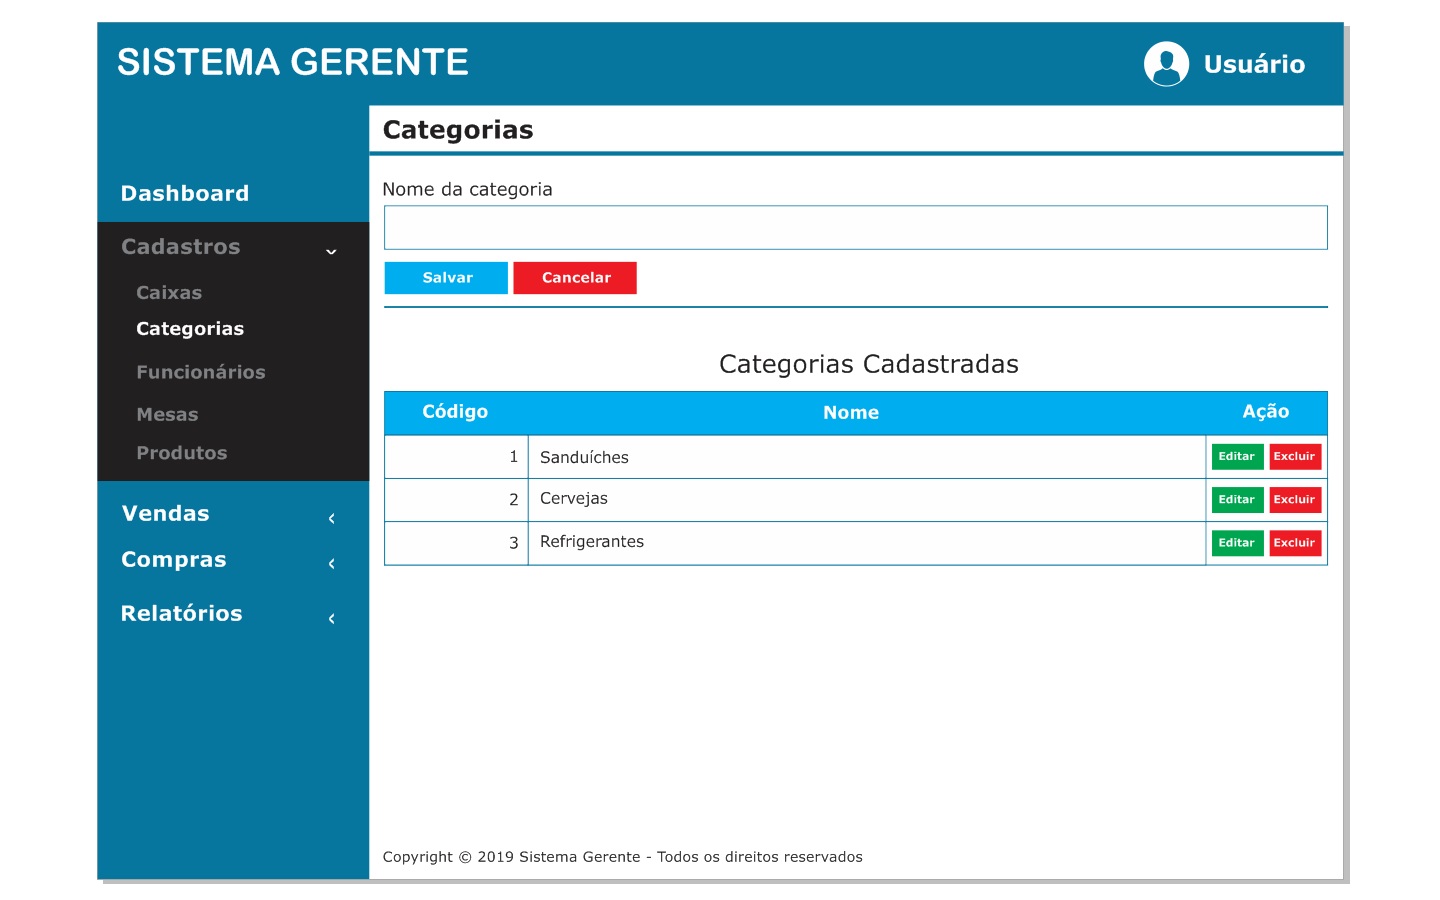 SISTEMA GERENTE
Usuário
Categorias
Dashboard
Cadastros
Caixas
Categorias
Funcionários
Mesas
Produtos
Vendas
Compras
Relatórios
Nome da categoria
Salvar Cancelar
Categorias Cadastradas
Código Nome Ação
1 Sanduíches Editar Excluir
2 Cervejas Editar Excluir
3 Refrigerantes Editar Excluir
Copyright © 2019 Sistema Gerente - Todos os direitos reservados